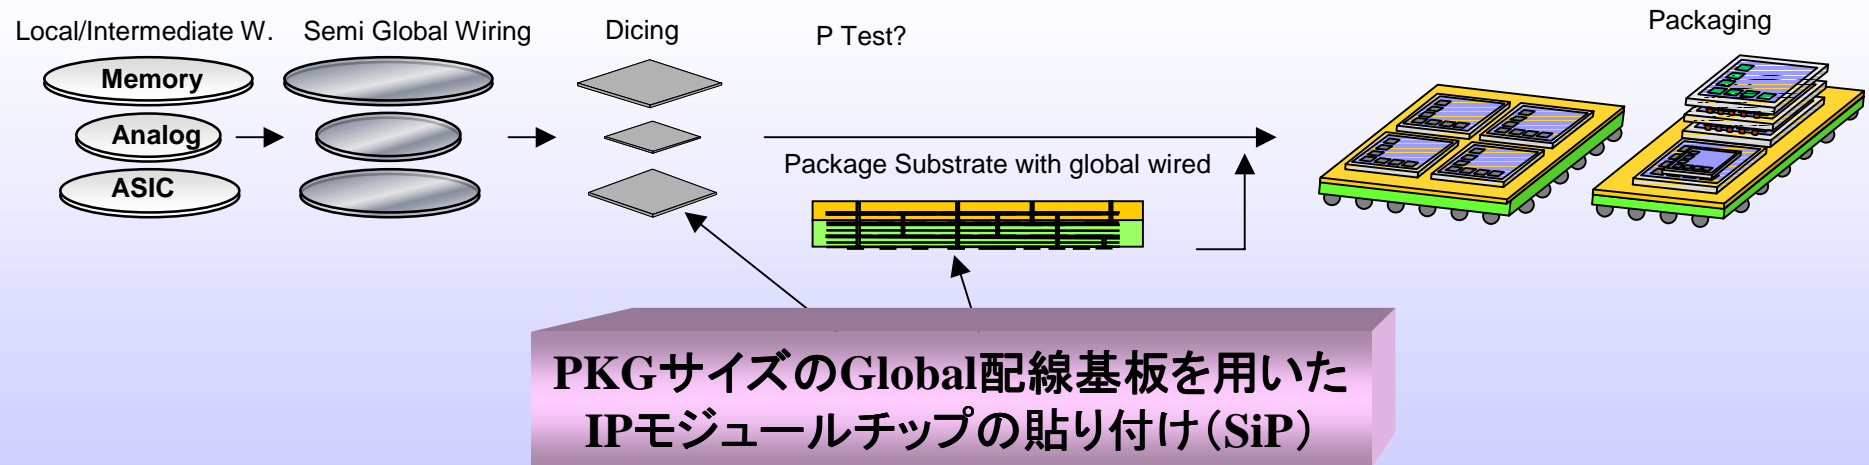 Local/Intermediate W.
Semi Global Wiring
Dicing
P Test?
Packaging
Memory
Analog
ASIC
Package Substrate with global wired
PKGサイズのGlobal配線基板を用いた
IPモジュールチップの貼り付け（SiP）